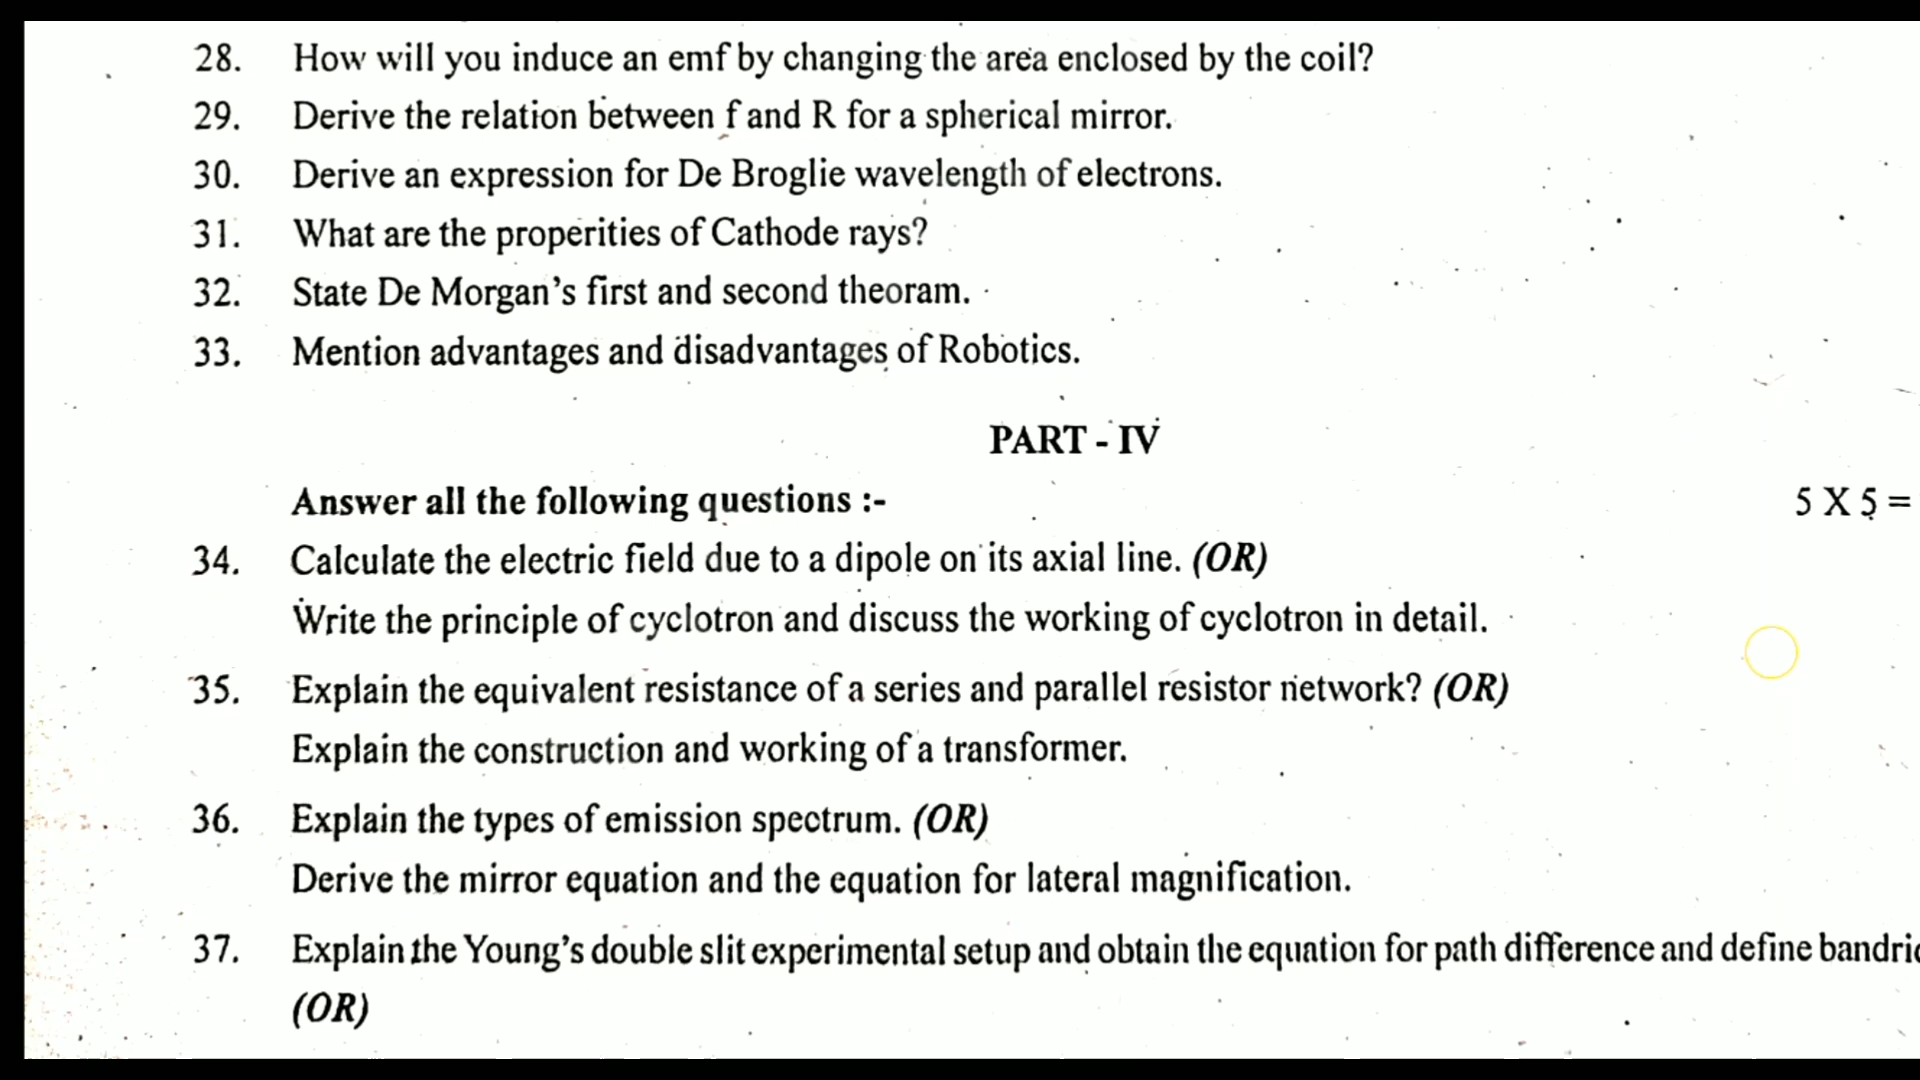 28. How will you induce an emf by changing the area enclosed by the coil?
29. Derive the relation between f and R for a spherical mirror.
30. Derive an expression for De Broglie wavelength of electrons.
31. What are the properities of Cathode rays?
32. State De Morgan's first and second theoram.
33. Mention advantages and disadvantages of Robotics.
PART - IV
Answer all the following questions :- 5 X 5 =
34. Calculate the electric field due to a dipole on its axial line. (OR)
Write the principle of cyclotron and discuss the working of cyclotron in detail.
35. Explain the equivalent resistance of a series and parallel resistor network? (OR)
Explain the construction and working of a transformer.
36. Explain the types of emission spectrum. (OR)
Derive the mirror equation and the equation for lateral magnification.
37. Explain the Young's double slit experimental setup and obtain the equation for path difference and define
(OR)